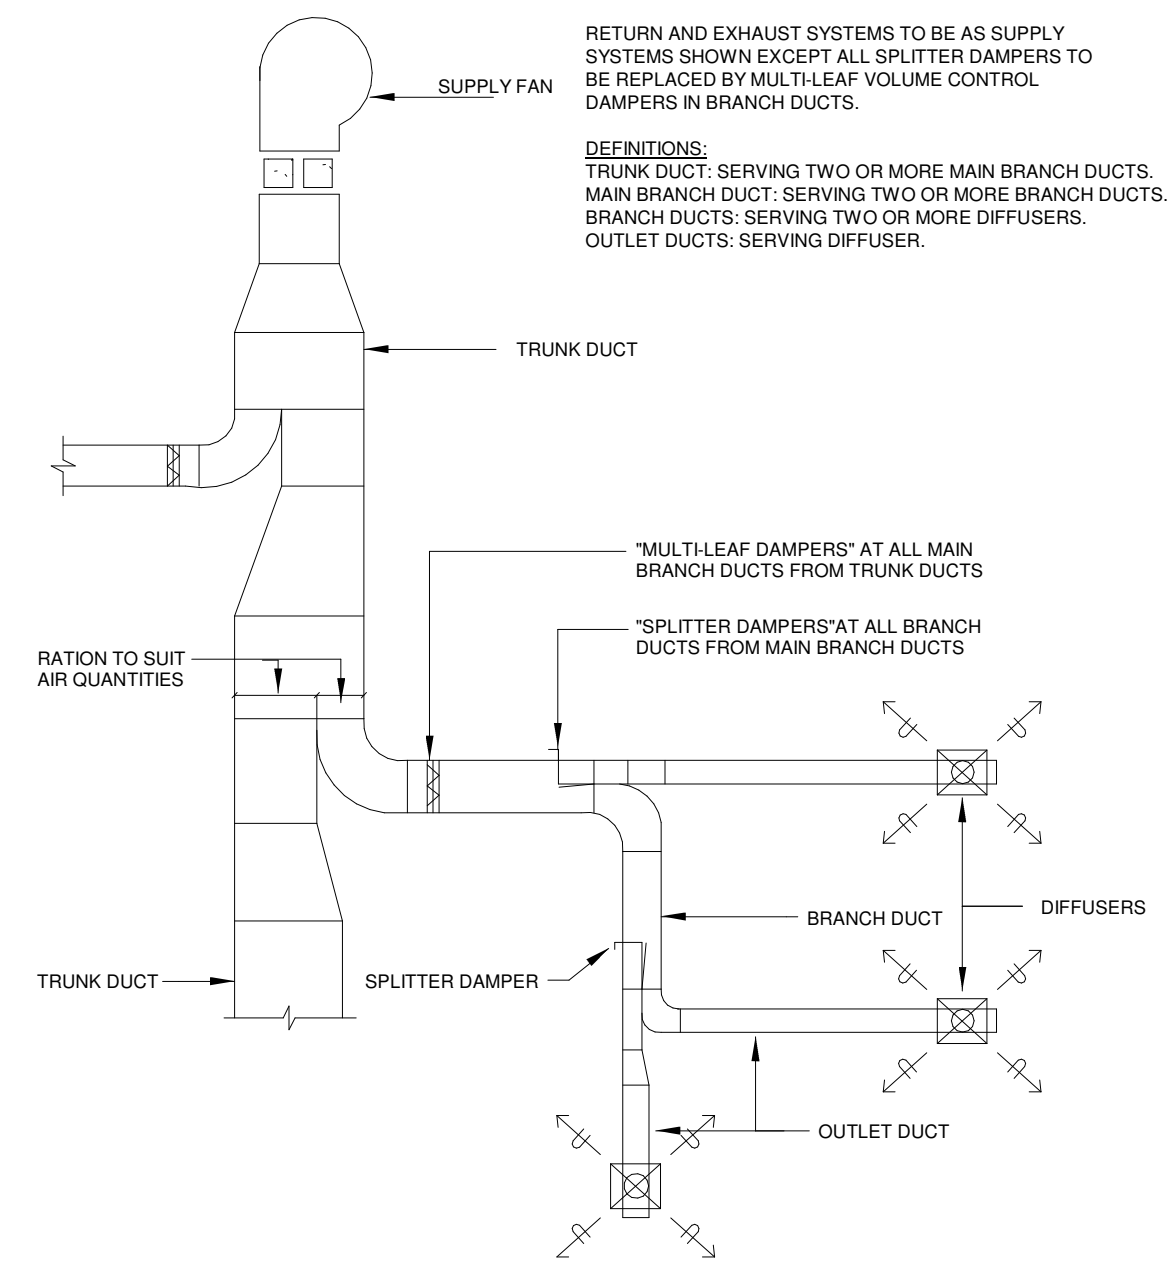 RETURN AND EXHAUST SYSTEMS TO BE AS SUPPLY
SYSTEMS SHOWN EXCEPT ALL SPLITTER DAMPERS TO
BE REPLACED BY MULTI-LEAF VOLUME CONTROL
DAMPERS IN BRANCH DUCTS.
SUPPLY FAN
DEFINITIONS:
TRUNK DUCT: SERVING TWO OR MORE MAIN BRANCH DUCTS.
MAIN BRANCH DUCT: SERVING TWO OR MORE BRANCH DUCTS.
BRANCH DUCTS: SERVING TWO OR MORE DIFFUSERS.
OUTLET DUCTS: SERVING DIFFUSER.
TRUNK DUCT
"MULTI-LEAF DAMPERS" AT ALL MAIN
BRANCH DUCTS FROM TRUNK DUCTS
"SPLITTER DAMPERS"AT ALL BRANCH
DUCTS FROM MAIN BRANCH DUCTS
RATION TO SUIT
AIR QUANTITIES
DIFFUSERS
BRANCH DUCT
TRUNK DUCT
SPLITTER DAMPER
OUTLET DUCT